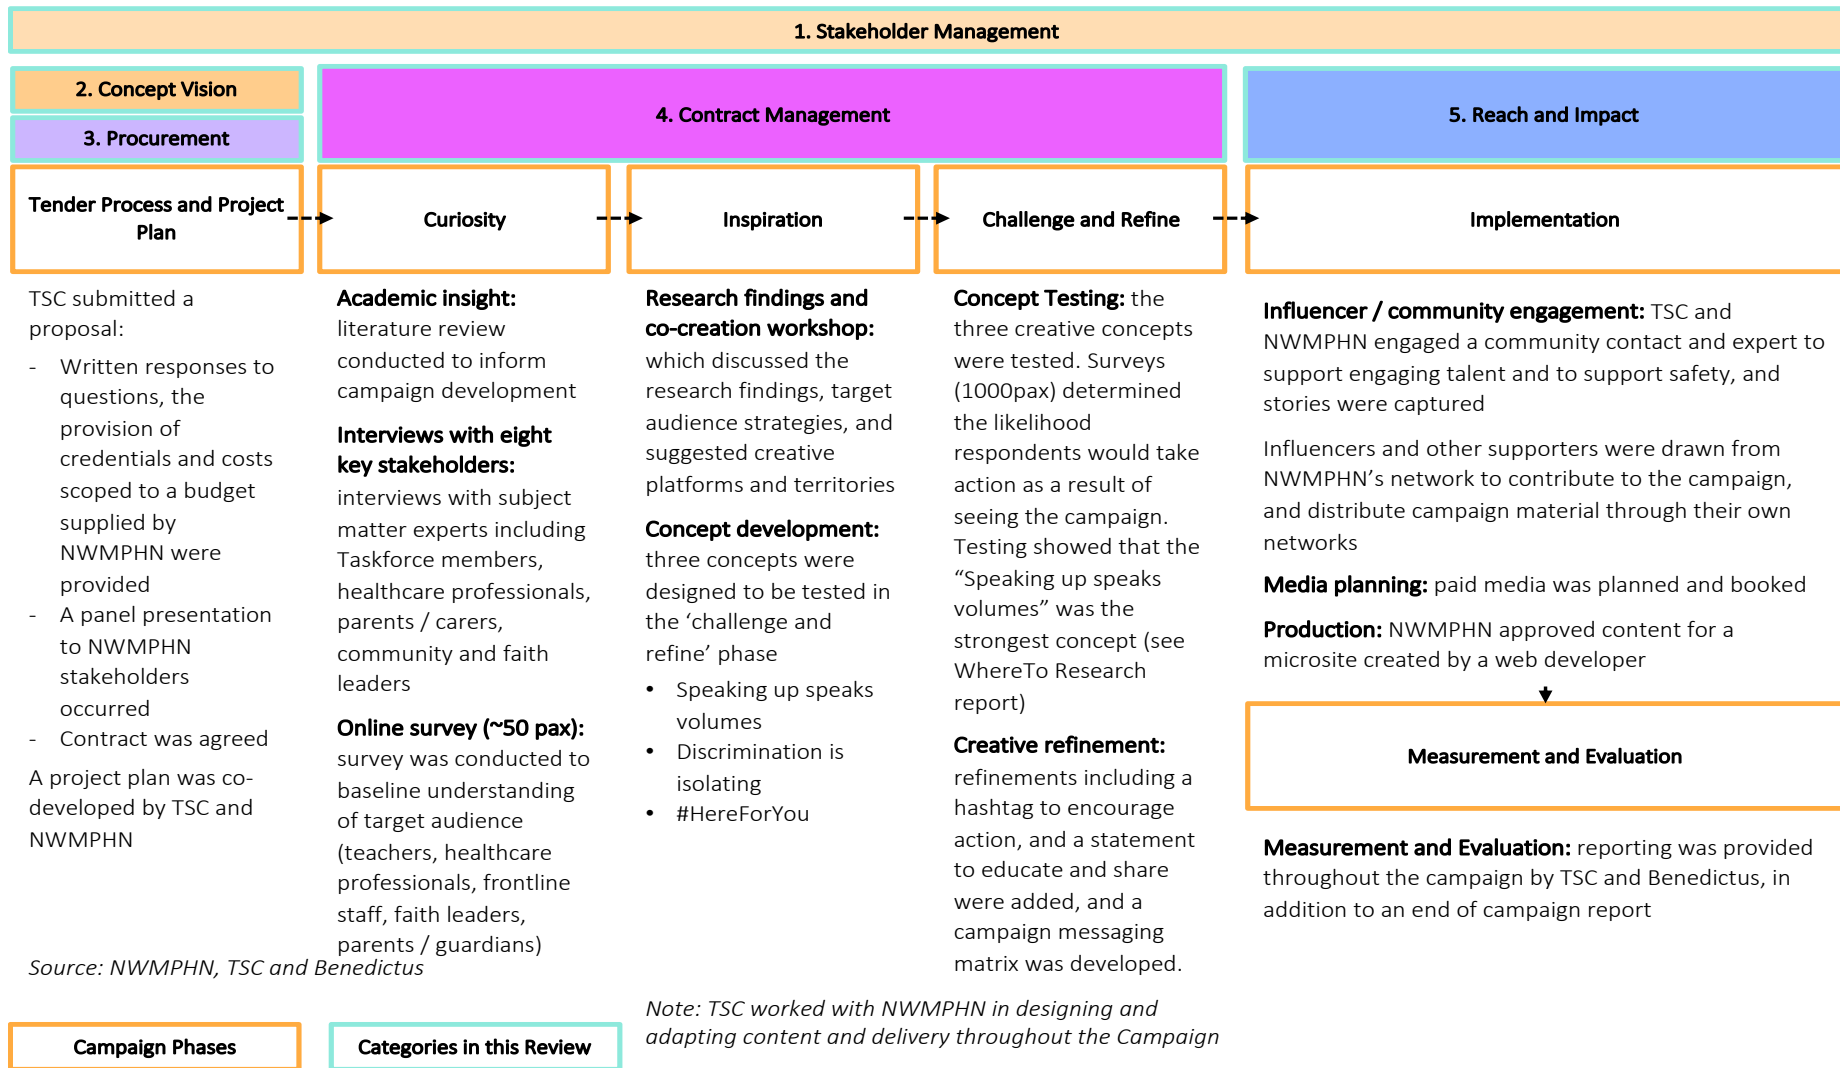 1. Stakeholder Management
2. Concept Vision
3. Procurement
4. Contract Management
5. Reach and Impact
Tender Process and Project
Plan
Curiosity
Inspiration
Challenge and Refine
Implementation
TSC submitted a
proposal:
- Written responses to
questions, the
provision of
credentials and costs
scoped to a budget
supplied by
NWMPHN were
provided
- A panel presentation
to NWMPHN
stakeholders
occurred
- Contract was agreed
A project plan was co-
developed by TSC and
NWMPHN
Academic insight:
literature review
conducted to inform
campaign development
Interviews with eight
key stakeholders:
interviews with subject
matter experts including
Taskforce members,
healthcare professionals,
parents / carers,
community and faith
leaders
Online survey (~50 pax):
survey was conducted to
baseline understanding
of target audience
(teachers, healthcare
professionals, frontline
staff, faith leaders,
parents / guardians)
Research findings and
co-creation workshop:
which discussed the
research findings, target
audience strategies, and
suggested creative
platforms and territories
Concept development:
three concepts were
designed to be tested in
the ‘challenge and
refine’ phase
• Speaking up speaks
volumes
• Discrimination is
isolating
• #HereForYou
Concept Testing: the
three creative concepts
were tested. Surveys
(1000pax) determined
the likelihood
respondents would take
action as a result of
seeing the campaign.
Testing showed that the
“Speaking up speaks
volumes” was the
strongest concept (see
WhereTo Research
report)
Creative refinement:
refinements including a
hashtag to encourage
action, and a statement
to educate and share
were added, and a
campaign messaging
matrix was developed.
Influencer / community engagement: TSC and
NWMPHN engaged a community contact and expert to
support engaging talent and to support safety, and
stories were captured
Influencers and other supporters were drawn from
NWMPHN’s network to contribute to the campaign,
and distribute campaign material through their own
networks
Media planning: paid media was planned and booked
Production: NWMPHN approved content for a
microsite created by a web developer
Measurement and Evaluation
Measurement and Evaluation: reporting was provided
throughout the campaign by TSC and Benedictus, in
addition to an end of campaign report
Source: NWMPHN, TSC and Benedictus
Note: TSC worked with NWMPHN in designing and
adapting content and delivery throughout the Campaign
Campaign Phases
Categories in this Review